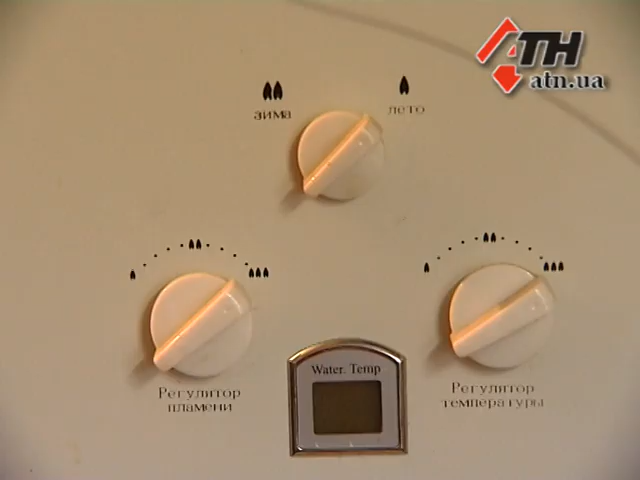 АТН
atn.ua
зима
лето
Water. Temp
Регулятор
пламени
Регулятор
температуры